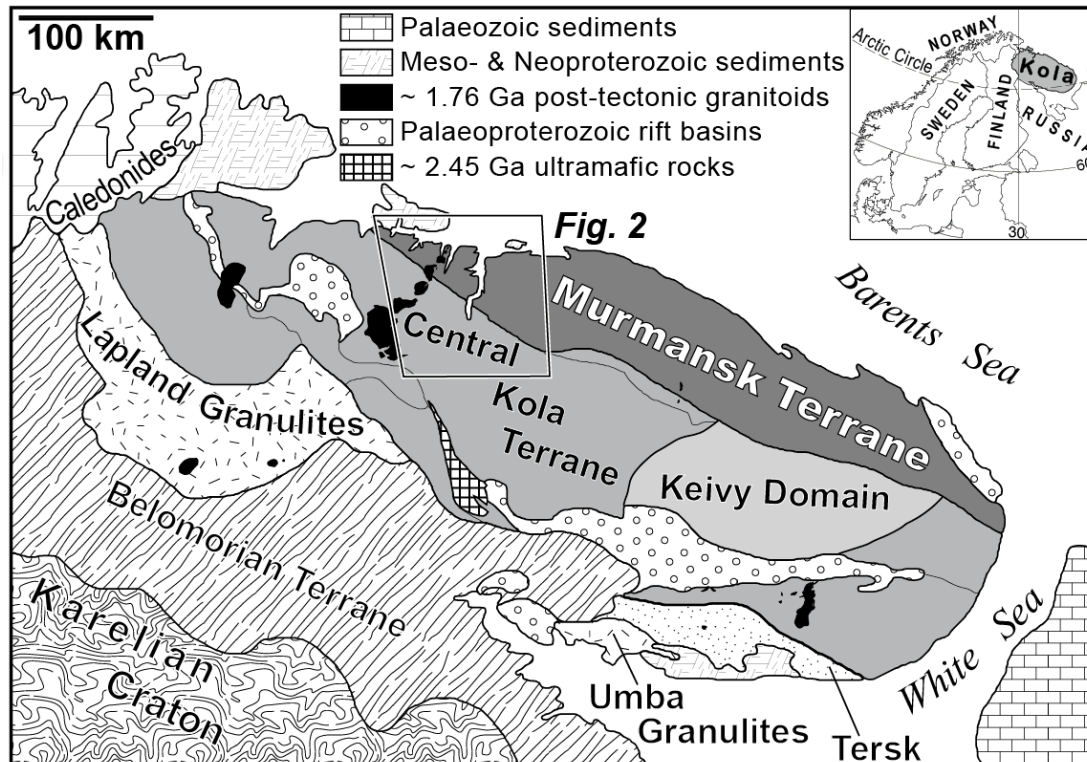 100 km
Palaeozoic sediments
Meso- & Neoproterozoic sediments
~ 1.76 Ga post-tectonic granitoids
Palaeoproterozoic rift basins
~ 2.45 Ga ultramafic rocks
NORWAY
Arctic Circle
Kola
SWEDEN
FINLAND
RUSSIA
60
30
Caledonides
Fig. 2
Barents Sea
Murmansk Terrane
Central
Kola
Terrane
Lapland Granulites
Keivy Domain
Belomorian Terrane
Karelian
Craton
White Sea
Umba
Granulites
Tersk